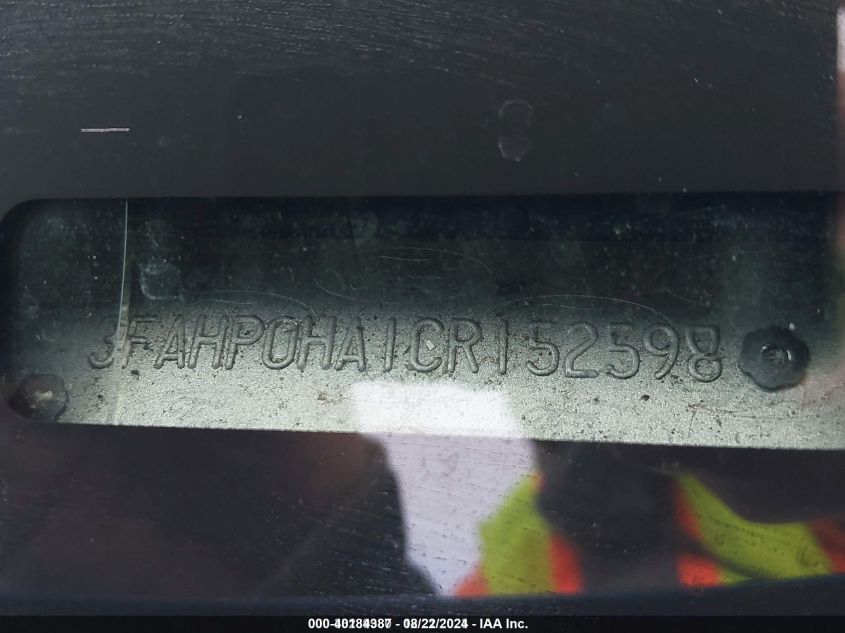 3FAHP0HA1CR152598
000-40184387 - 08/22/2024 - IAA Inc.